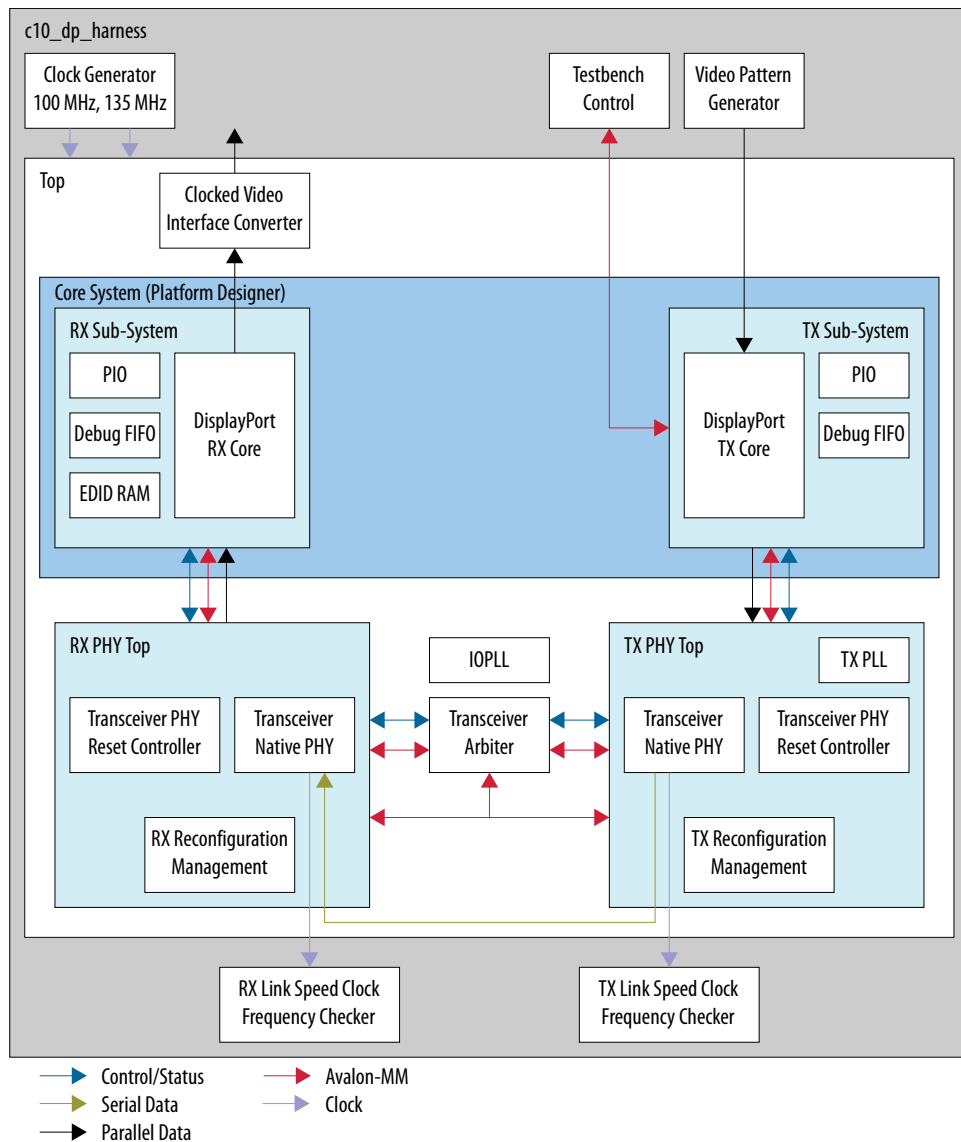 c10_dp_harness
Clock Generator
100 MHz, 135 MHz
Testbench
Control
Video Pattern
Generator
Top
Clocked Video
Interface Converter
Core System (Platform Designer)
RX Sub-System
PIO
Debug FIFO
EDID RAM
DisplayPort
RX Core
TX Sub-System
DisplayPort
TX Core
PIO
Debug FIFO
RX PHY Top
Transceiver PHY
Reset Controller
Transceiver
Native PHY
RX Reconfiguration
Management
IOPLL
Transceiver
Arbiter
TX PHY Top
TX PLL
Transceiver
Native PHY
Transceiver PHY
Reset Controller
TX Reconfiguration
Management
RX Link Speed Clock
Frequency Checker
TX Link Speed Clock
Frequency Checker
Control/Status
Serial Data
Parallel Data
Avalon-MM
Clock